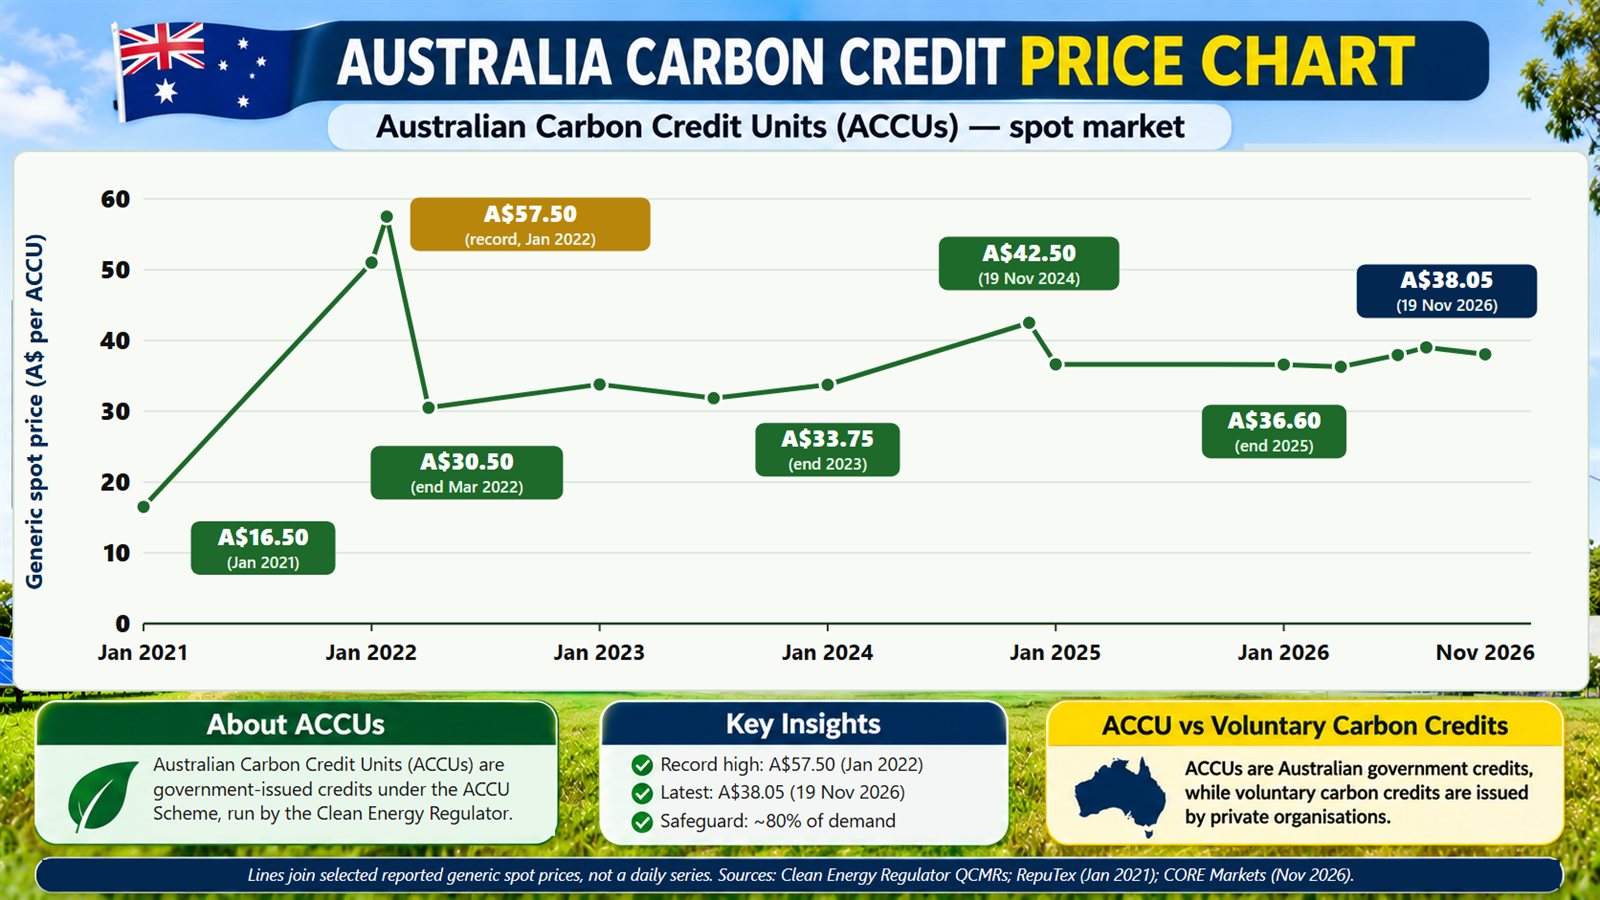 AUSTRALIA CARBON CREDIT PRICE CHART
Australian Carbon Credit Units (ACCUs) — spot market
Generic spot price (A$ per ACCU)
60
50
40
30
20
10
0
A$57.50
(record, Jan 2022)
A$42.50
(19 Nov 2024)
A$38.05
(19 Nov 2026)
A$30.50
(end Mar 2022)
A$33.75
(end 2023)
A$36.60
(end 2025)
A$16.50
(Jan 2021)
Jan 2021
Jan 2022
Jan 2023
Jan 2024
Jan 2025
Jan 2026
Nov 2026
About ACCUs
Australian Carbon Credit Units (ACCUs) are
government-issued credits under the ACCU
Scheme, run by the Clean Energy Regulator.
Key Insights
Record high: A$57.50 (Jan 2022)
Latest: A$38.05 (19 Nov 2026)
Safeguard: ~80% of demand
ACCU vs Voluntary Carbon Credits
ACCUs are Australian government credits,
while voluntary carbon credits are issued
by private organisations.
Lines join selected reported generic spot prices, not a daily series. Sources: Clean Energy Regulator QCMRs; RepuTex (Jan 2021); CORE Markets (Nov 2026).